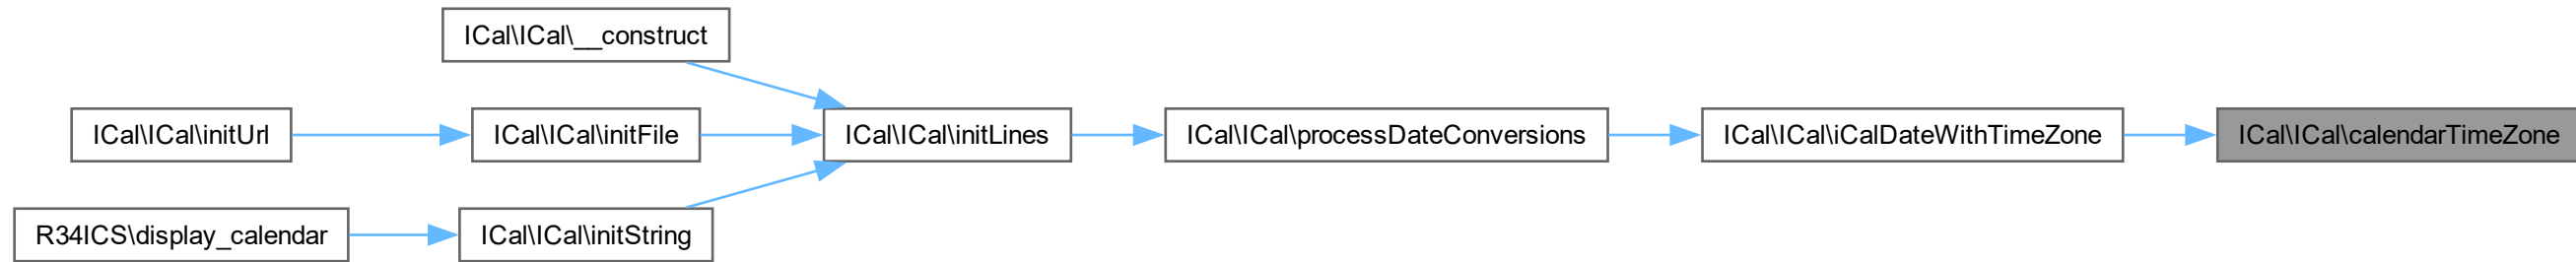 ICal\ICal\__construct
ICal\ICal\initUrl
ICal\ICal\initFile
ICal\ICal\initLines
ICal\ICal\processDateConversions
ICal\ICal\iCalDateWithTimeZone
ICal\ICal\calendarTimeZone
R34ICS\display_calendar
ICal\ICal\initString